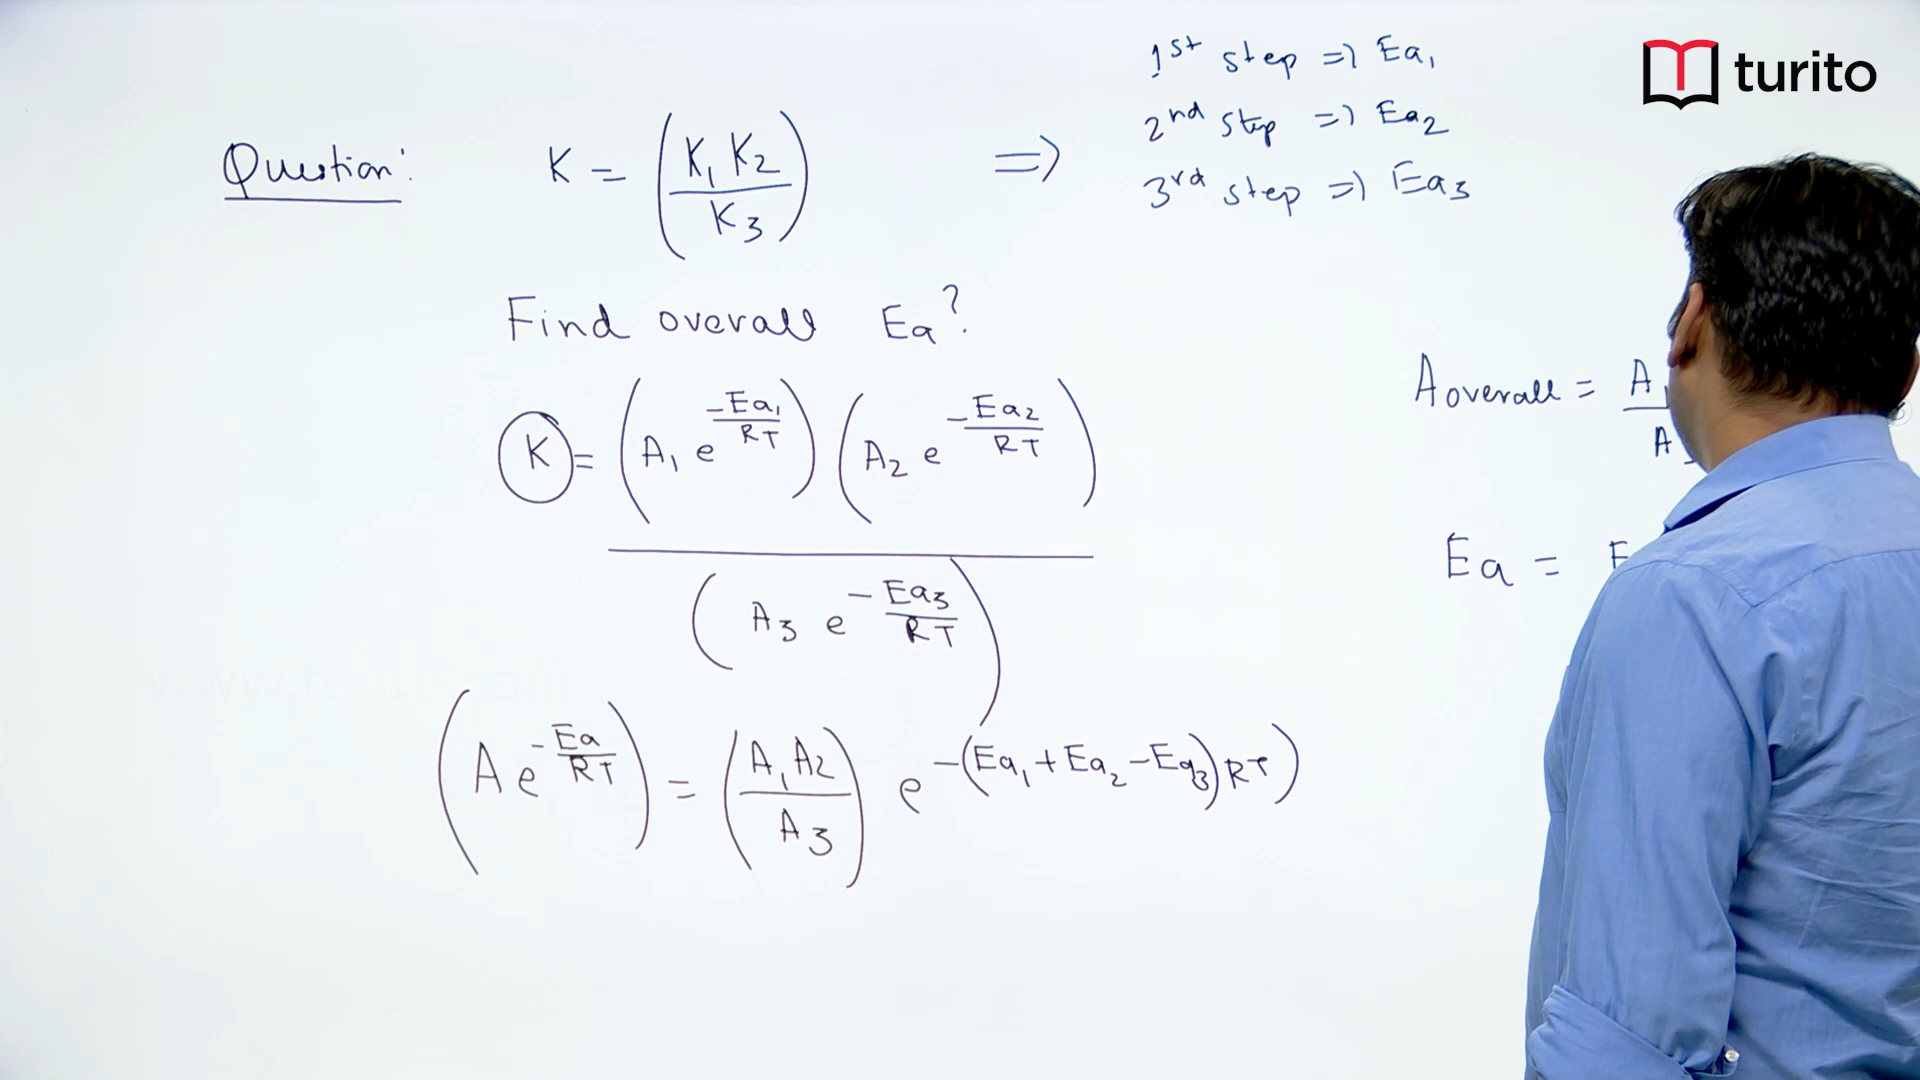 turito
1st step => Ea1
2nd step => Ea2
3rd step => Ea3
Question: K = (K1 K2 / K3) =>
Find overall Ea?
K = (A1 e^(-Ea1/RT)) (A2 e^(-Ea2/RT))
(A3 e^(-Ea3/RT))
(A e^(-Ea/RT)) = (A1 A2 / A3) e^(-(Ea1 + Ea2 - Ea3) RT)
A overall = A
A
Ea =